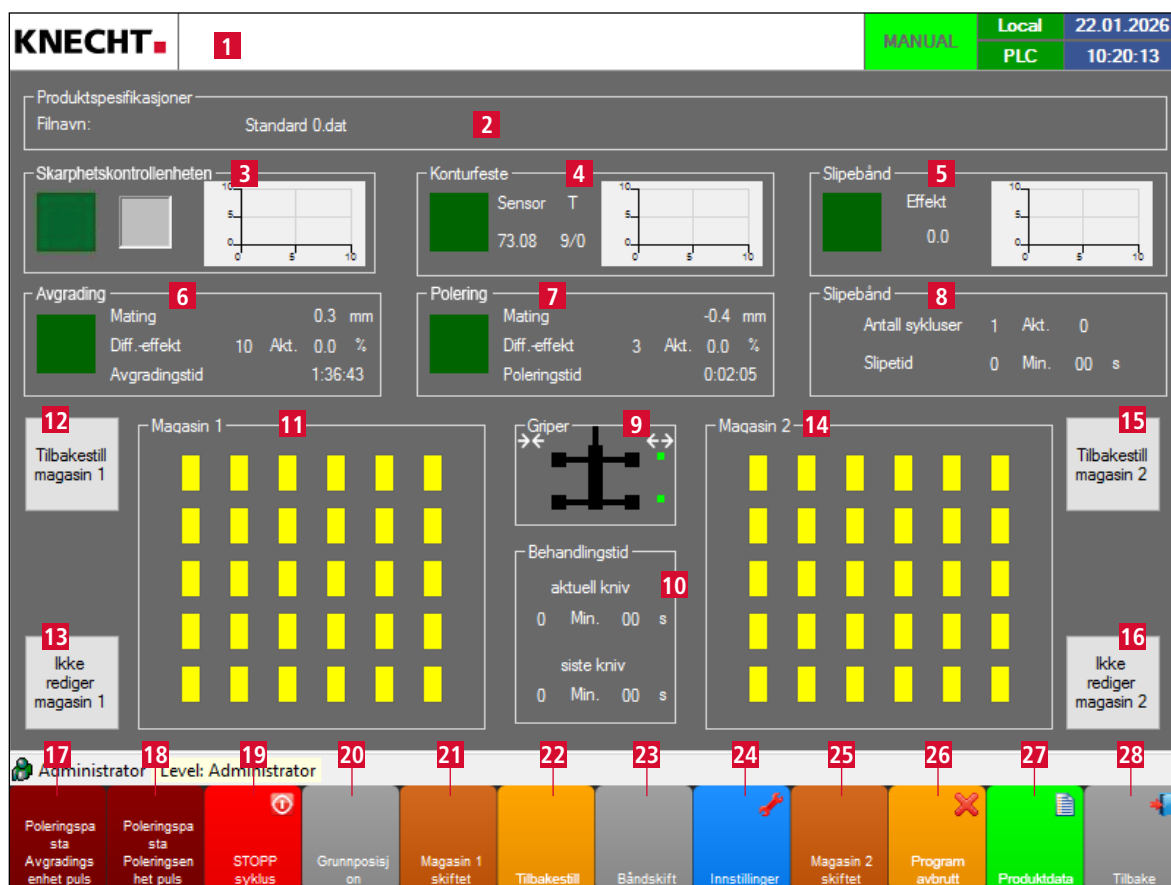 KNECHT
1
MANUAL
Local
22.01.2026
PLC
10:20:13
Produktspesifikasjoner
Filnavn:
Standard 0.dat
2
Skarphetskontrollenheten
3
10
5
0
0
5
10
Konturfeste
4
Sensor T
73.08 9/0
10
5
0
0
5
10
Slipebånd
5
Effekt
0.0
10
5
0
0
5
10
Avgrading
6
Mating 0.3 mm
Diff.-effekt 10 Akt. 0.0 %
Avgradingstid 1:36:43
Polering
7
Mating -0.4 mm
Diff.-effekt 3 Akt. 0.0 %
Poleringstid 0:02:05
Slipebånd
8
Antall sykluser 1 Akt. 0
Slipetid 0 Min. 00 s
12
Tilbakestill
magasin 1
Magasin 1
11
Griper
9
Magasin 2
14
15
Tilbakestill
magasin 2
Behandlingstid
10
aktuell kniv
0 Min. 00 s
siste kniv
0 Min. 00 s
13
Ikke
rediger
magasin 1
16
Ikke
rediger
magasin 2
Administrator Level: Administrator
17
Poleringspa
sta
Avgradings
enhet puls
18
Poleringspa
sta
Poleringsen
het puls
19
STOPP
syklus
20
Grunnposisj
on
21
Magasin 1
skiftet
22
Tilbakestill
23
Båndskift
24
Innstillinger
25
Magasin 2
skiftet
26
Program
avbrutt
27
Produktdata
28
Tilbake